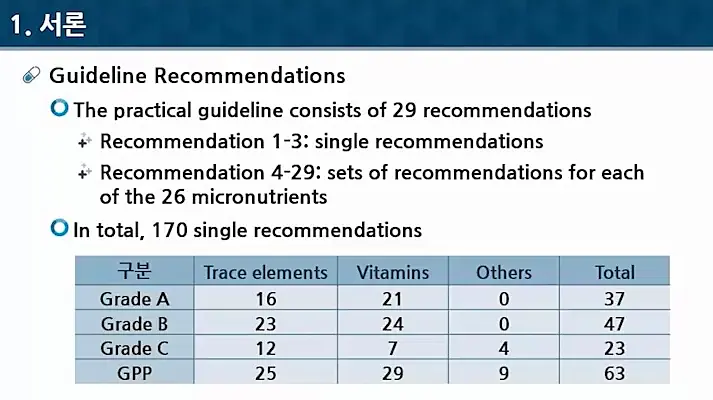 1. 서론
Guideline Recommendations
The practical guideline consists of 29 recommendations
Recommendation 1-3: single recommendations
Recommendation 4-29: sets of recommendations for each
of the 26 micronutrients
In total, 170 single recommendations
구분 Trace elements Vitamins Others Total
Grade A 16 21 0 37
Grade B 23 24 0 47
Grade C 12 7 4 23
GPP 25 29 9 63